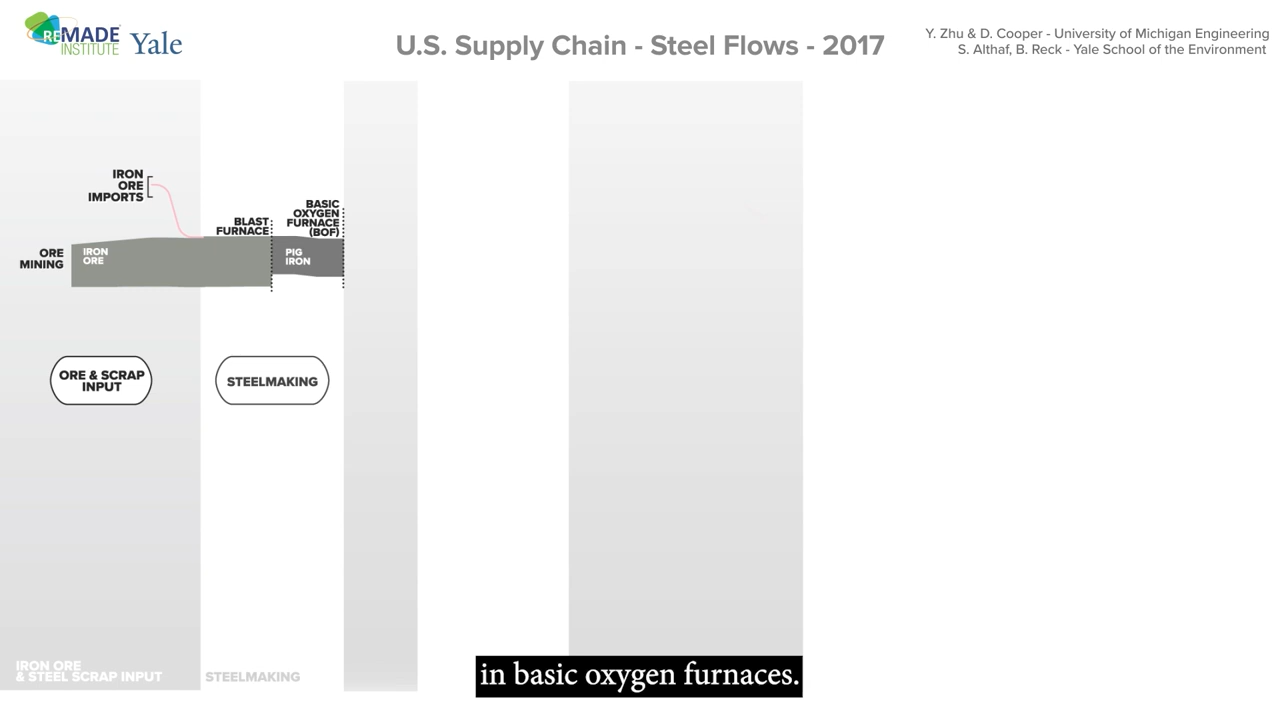 REMADE
INSTITUTE
Yale
U.S. Supply Chain - Steel Flows - 2017
Y. Zhu & D. Cooper - University of Michigan Engineering
S. Althaf, B. Reck - Yale School of the Environment
IRON
ORE
IMPORTS
BASIC
OXYGEN
FURNACE
(BOF)
BLAST
FURNACE
ORE
MINING
IRON
ORE
PIG
IRON
ORE & SCRAP
INPUT
STEELMAKING
IRON ORE
& STEEL SCRAP INPUT
STEELMAKING
in basic oxygen furnaces.